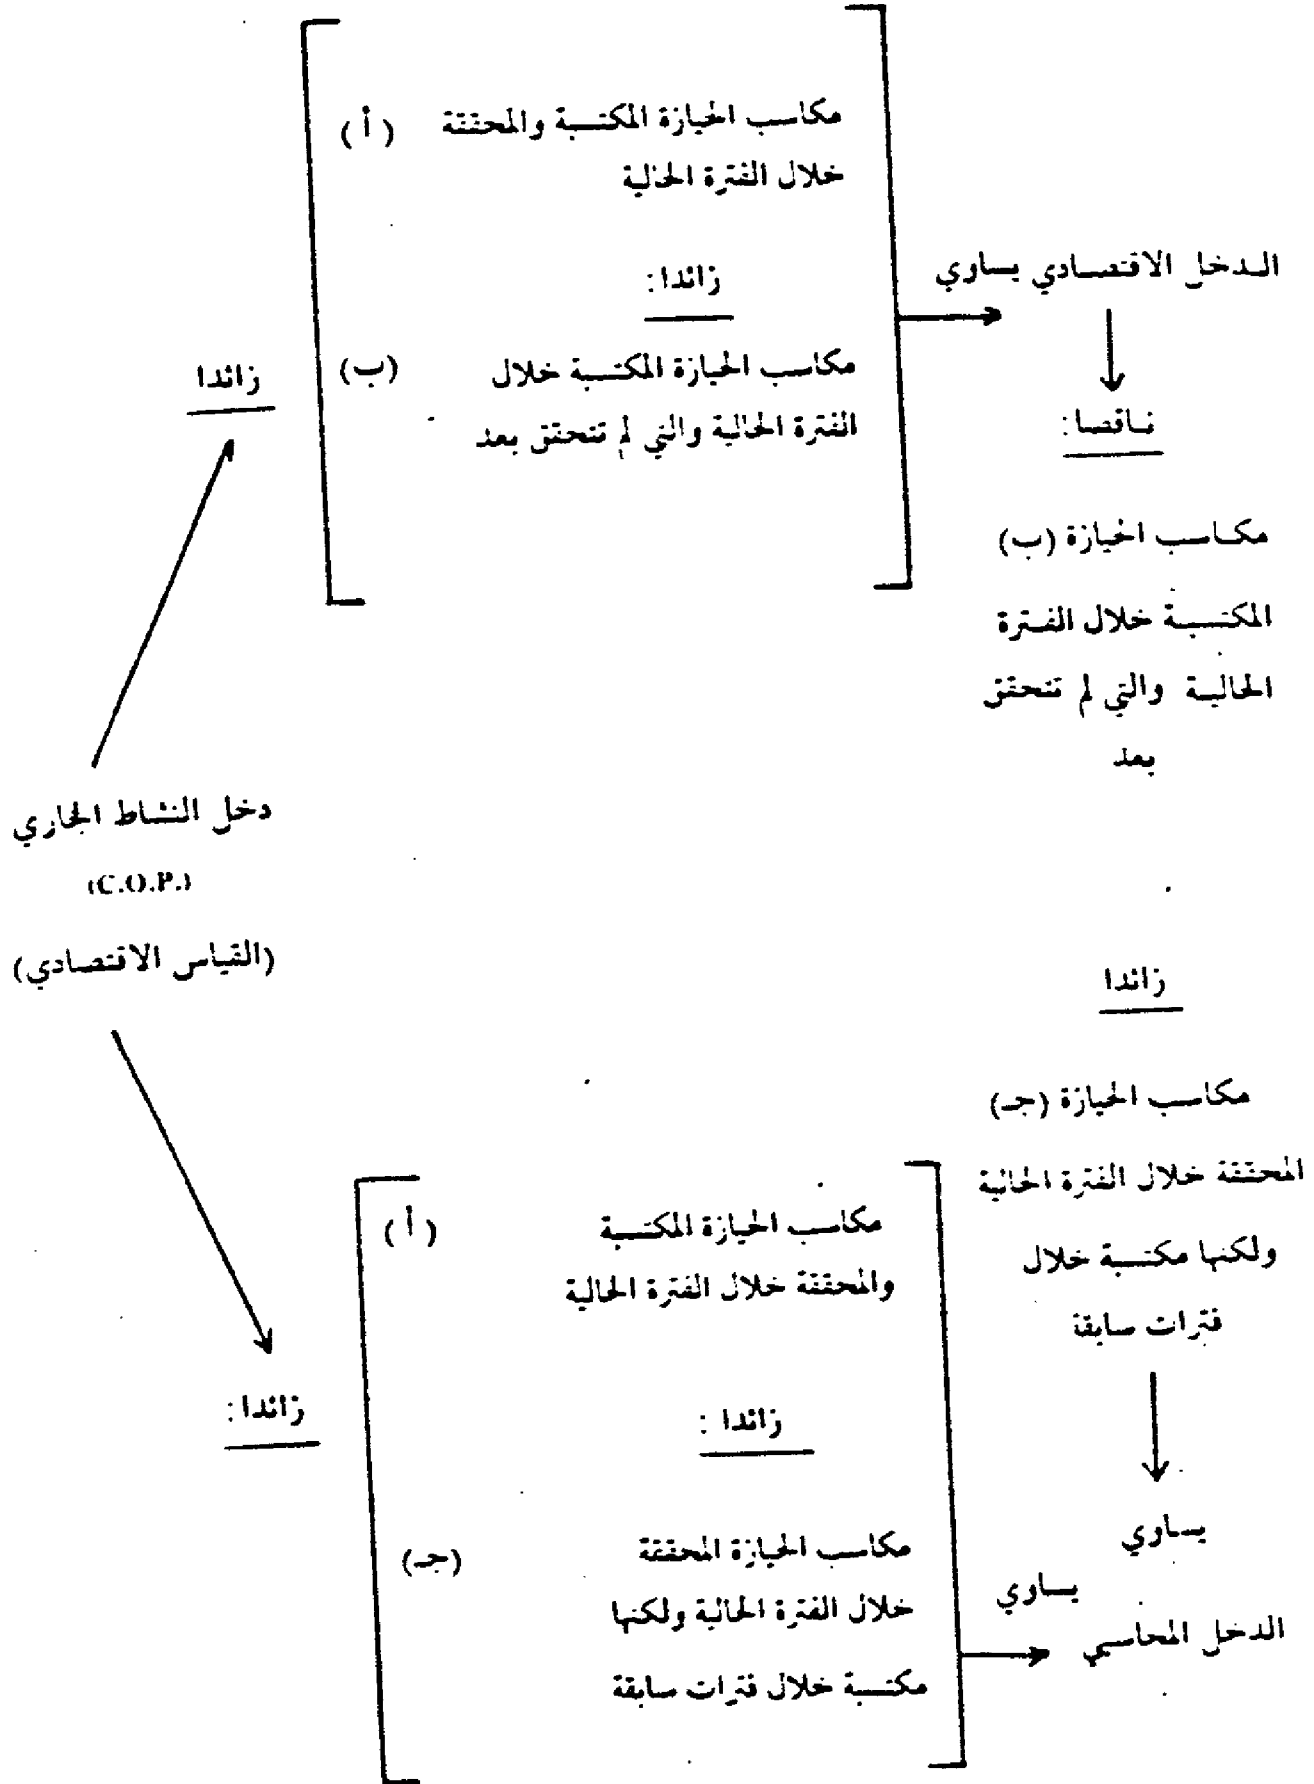 مكاسب الحيازة المكتسبة والمحققة (أ)
خلال الفترة الحالية
زائدا:
مكاسب الحيازة المكتسبة خلال (ب)
الفترة الحالية والتي لم تتحقق بعد
زائدا
الدخل الاقتصادي يساوي
ناقصا:
مكاسب الحيازة (ب)
المكتسبة خلال الفترة
الحالية والتي لم تتحقق
بعد
دخل النشاط الجاري
(C.O.P.)
(القياس الاقتصادي)
زائدا
مكاسب الحيازة (جـ)
المحققة خلال الفترة الحالية
ولكنها مكتسبة خلال
فترات سابقة
يساوي
الدخل المحاسبي
يساوي
مكاسب الحيازة المكتسبة (أ)
والمحققة خلال الفترة الحالية
زائدا :
مكاسب الحيازة المحققة (جـ)
خلال الفترة الحالية ولكنها
مكتسبة خلال فترات سابقة
زائدا: